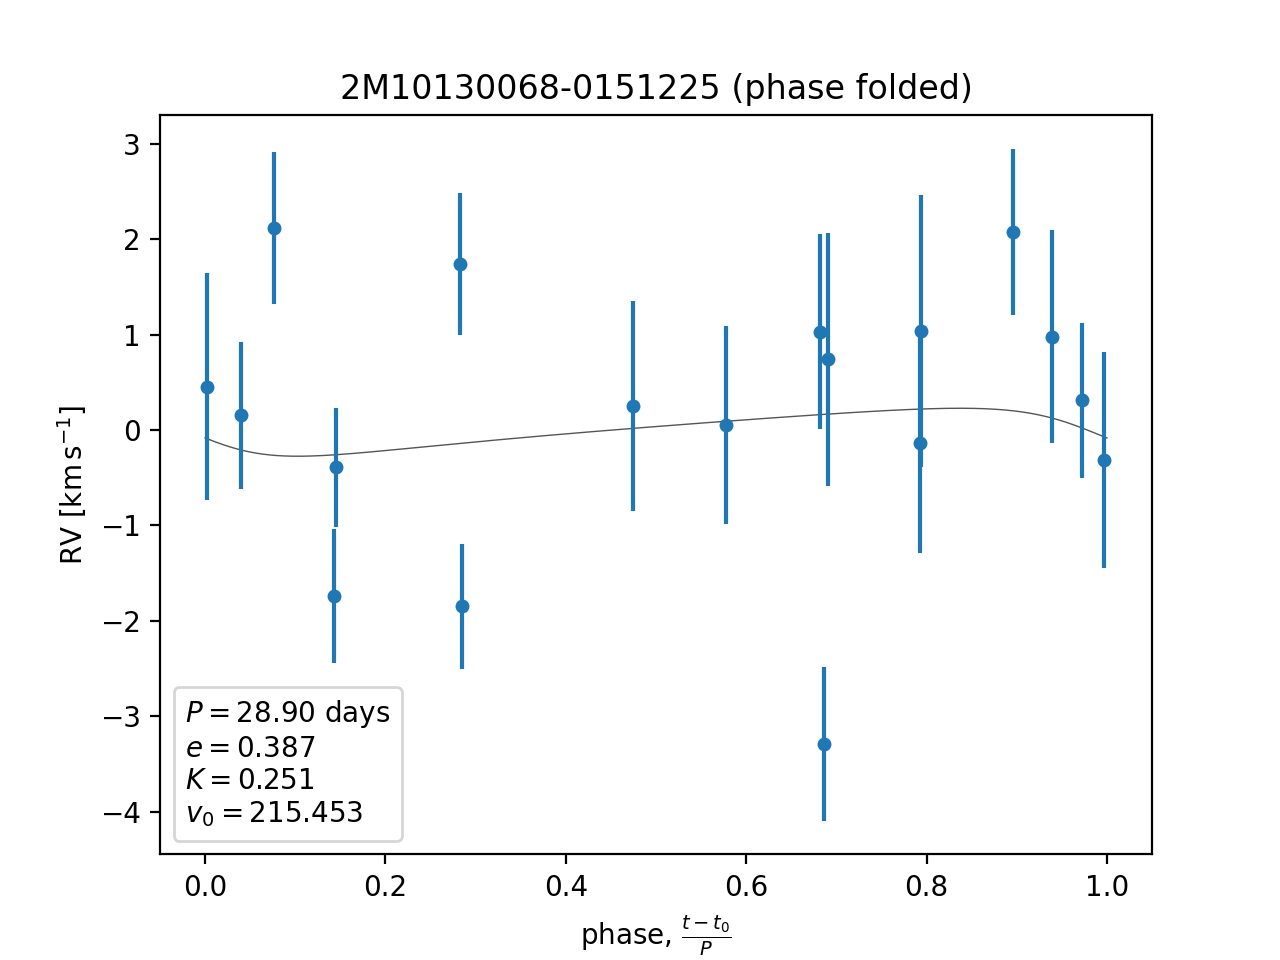 2M10130068-0151225 (phase folded)
3
2
1
0
−1
−2
−3
−4
RV [km s⁻¹]
P = 28.90 days
e = 0.387
K = 0.251
v₀ = 215.453
0.0 0.2 0.4 0.6 0.8 1.0
phase, (t − t₀)/P